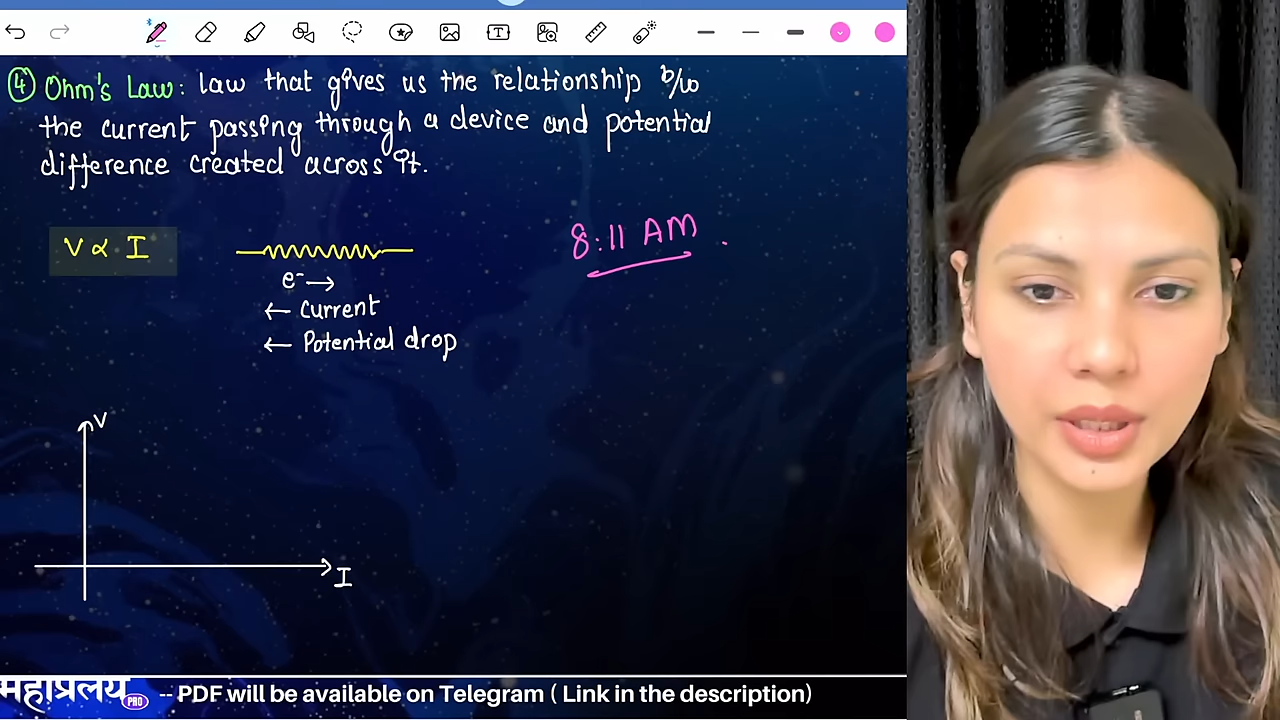 ④ Ohm's Law: law that gives us the relationship b/w
the current passing through a device and potential
difference created across it.
V ∝ I
8:11 AM
e⁻ →
← Current
← Potential drop
V
I
महाप्रलय PRO -- PDF will be available on Telegram ( Link in the description)